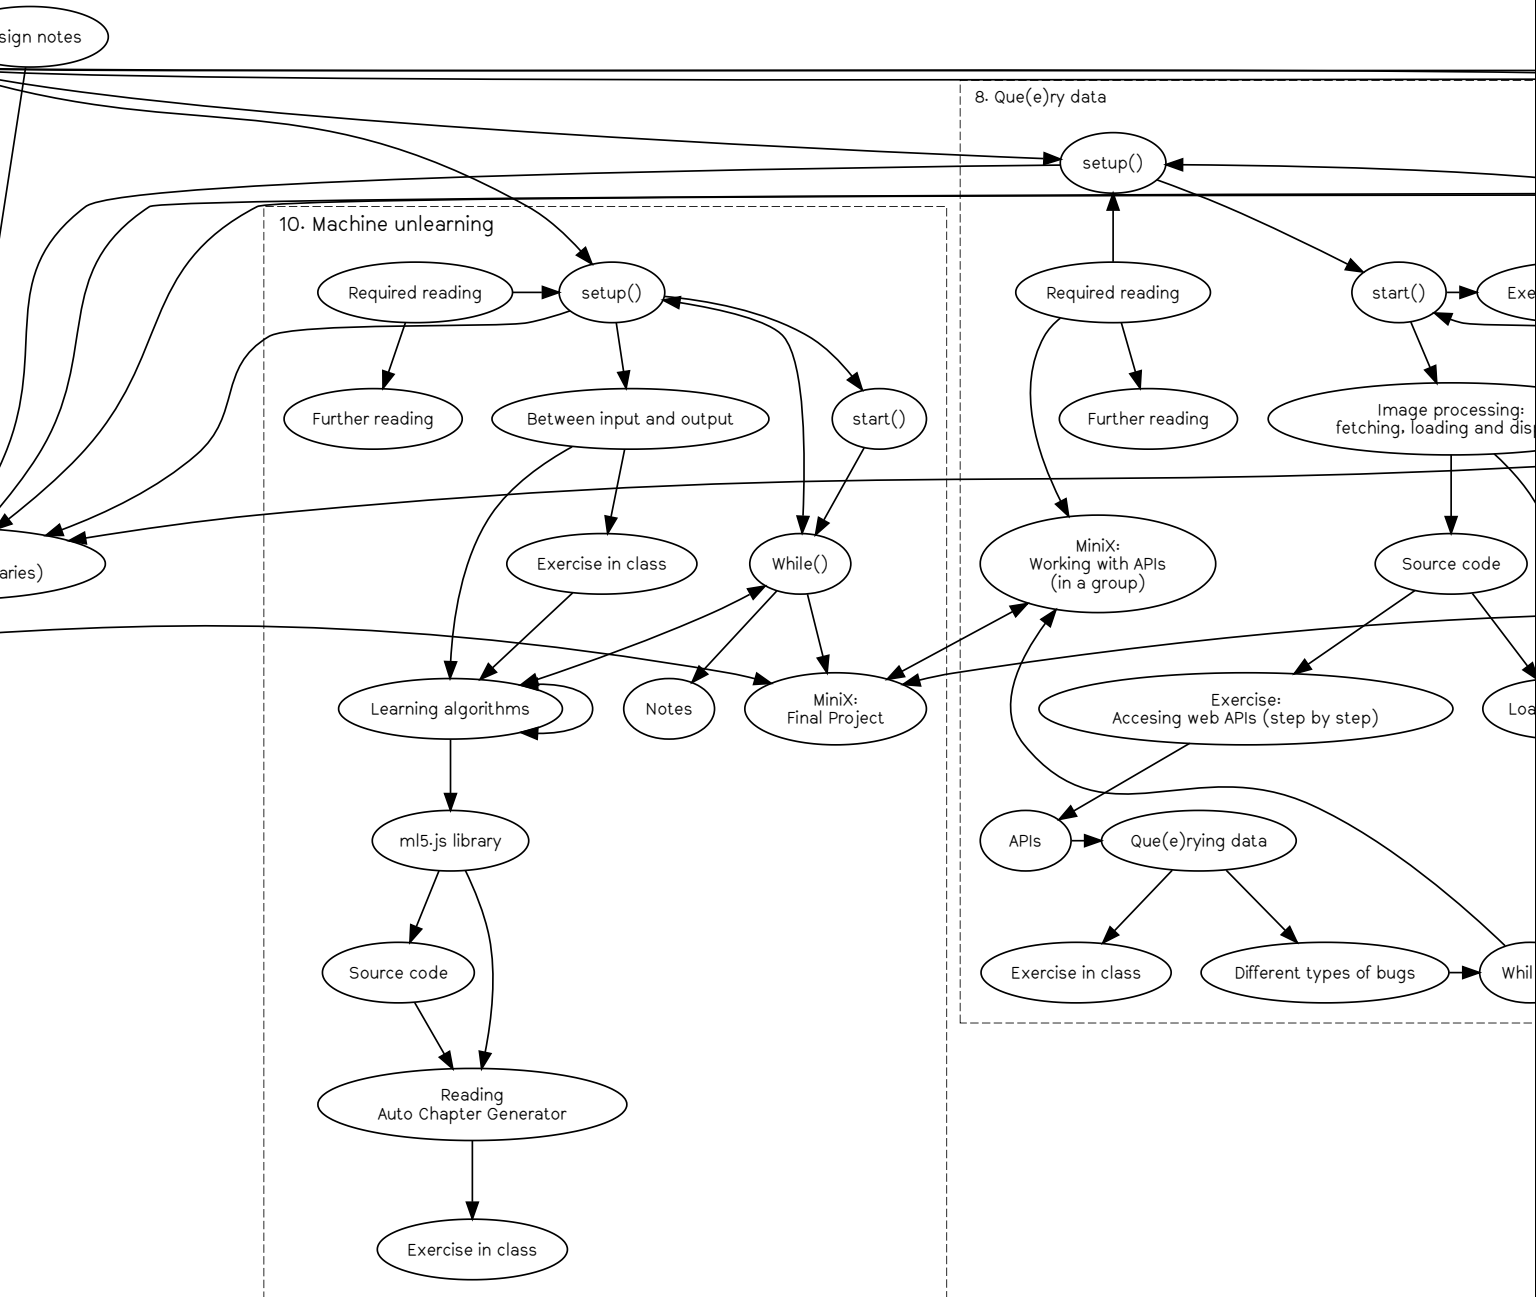 sign notes
8. Que(e)ry data
setup()
10. Machine unlearning
Required reading
setup()
Required reading
start()
Exe
Further reading
Between input and output
start()
Further reading
Image processing:
fetching, loading and disp
aries)
Exercise in class
While()
MiniX:
Working with APIs
(in a group)
Source code
Learning algorithms
Notes
MiniX:
Final Project
Exercise:
Accesing web APIs (step by step)
Loa
ml5.js library
APIs
Que(e)rying data
Source code
Exercise in class
Different types of bugs
Whil
Reading
Auto Chapter Generator
Exercise in class